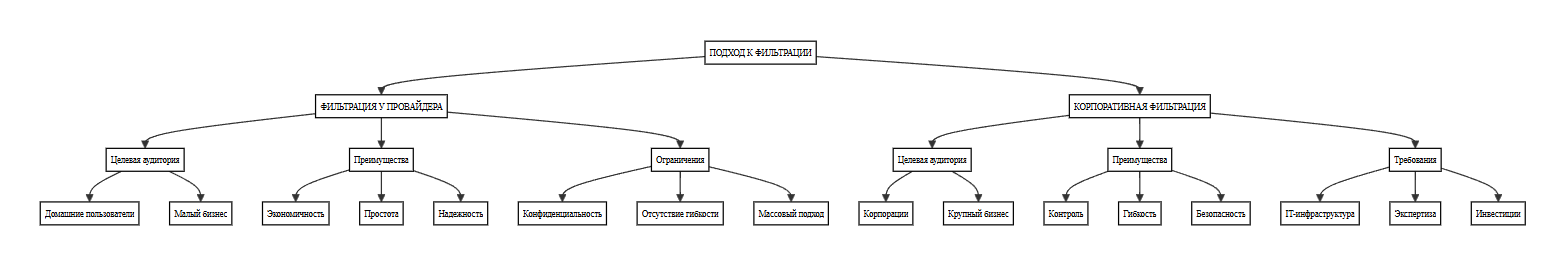 ПОДХОД К ФИЛЬТРАЦИИ
ФИЛЬТРАЦИЯ У ПРОВАЙДЕРА
КОРПОРАТИВНАЯ ФИЛЬТРАЦИЯ
Целевая аудитория
Преимущества
Ограничения
Целевая аудитория
Преимущества
Требования
Домашние пользователи
Малый бизнес
Экономичность
Простота
Надежность
Конфиденциальность
Отсутствие гибкости
Массовый подход
Корпорации
Крупный бизнес
Контроль
Гибкость
Безопасность
IT-инфраструктура
Экспертиза
Инвестиции